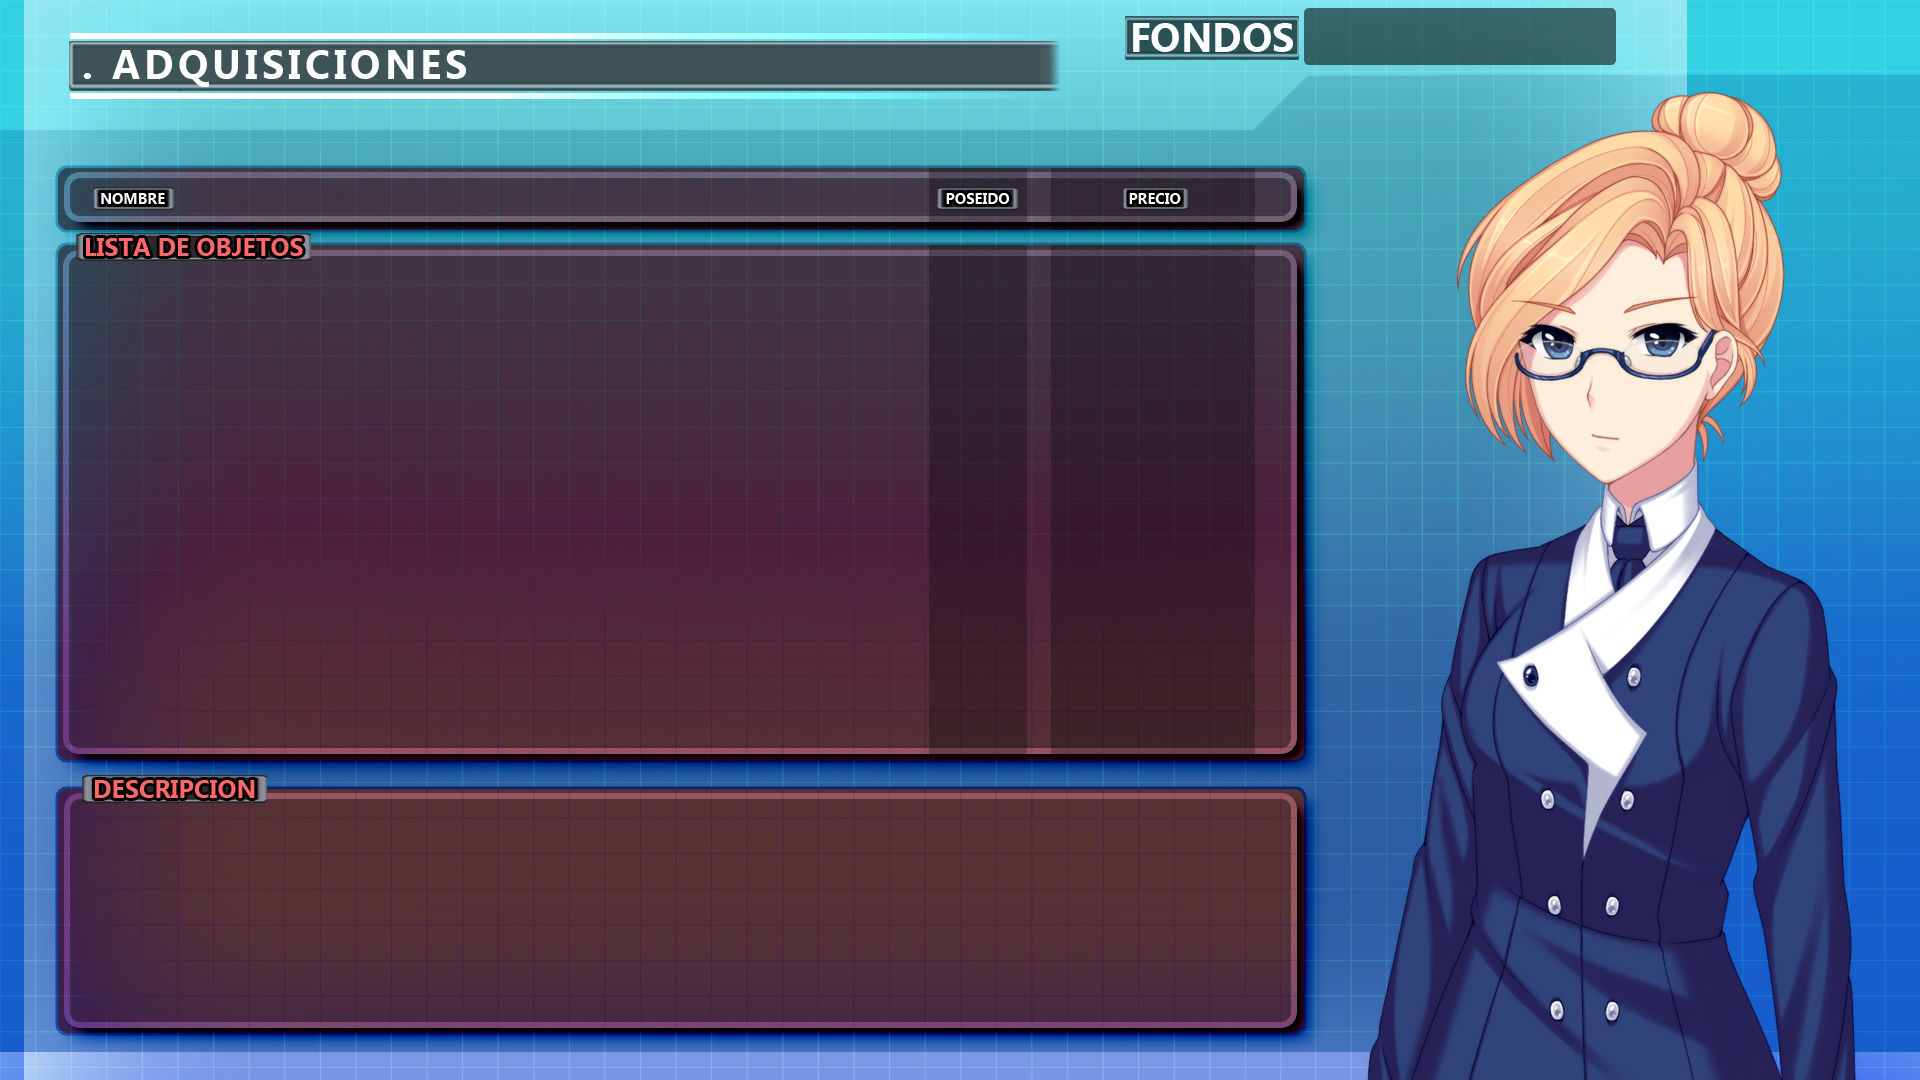 . ADQUISICIONES
FONDOS
NOMBRE POSEIDO PRECIO
LISTA DE OBJETOS
DESCRIPCION